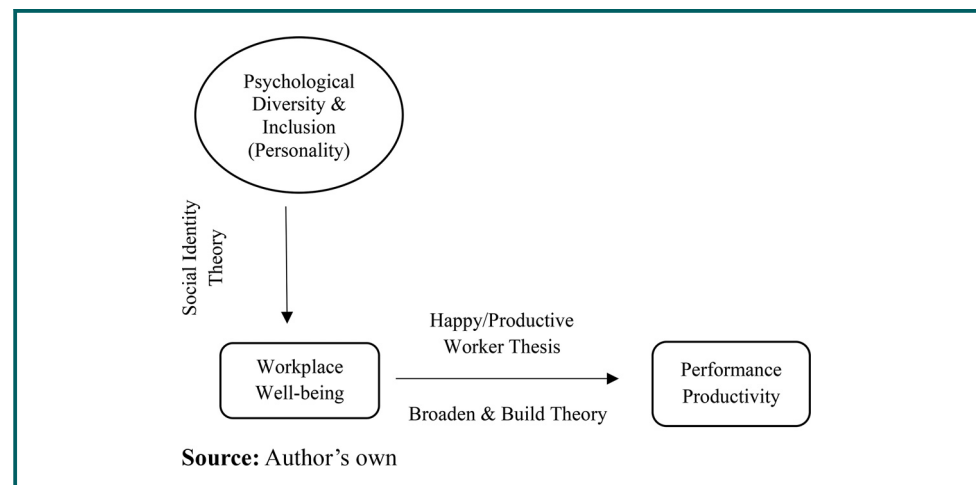 Psychological
Diversity &
Inclusion
(Personality)
Social Identity
Theory
Happy/Productive
Worker Thesis
Workplace
Well-being
Broaden & Build Theory
Performance
Productivity
Source: Author’s own